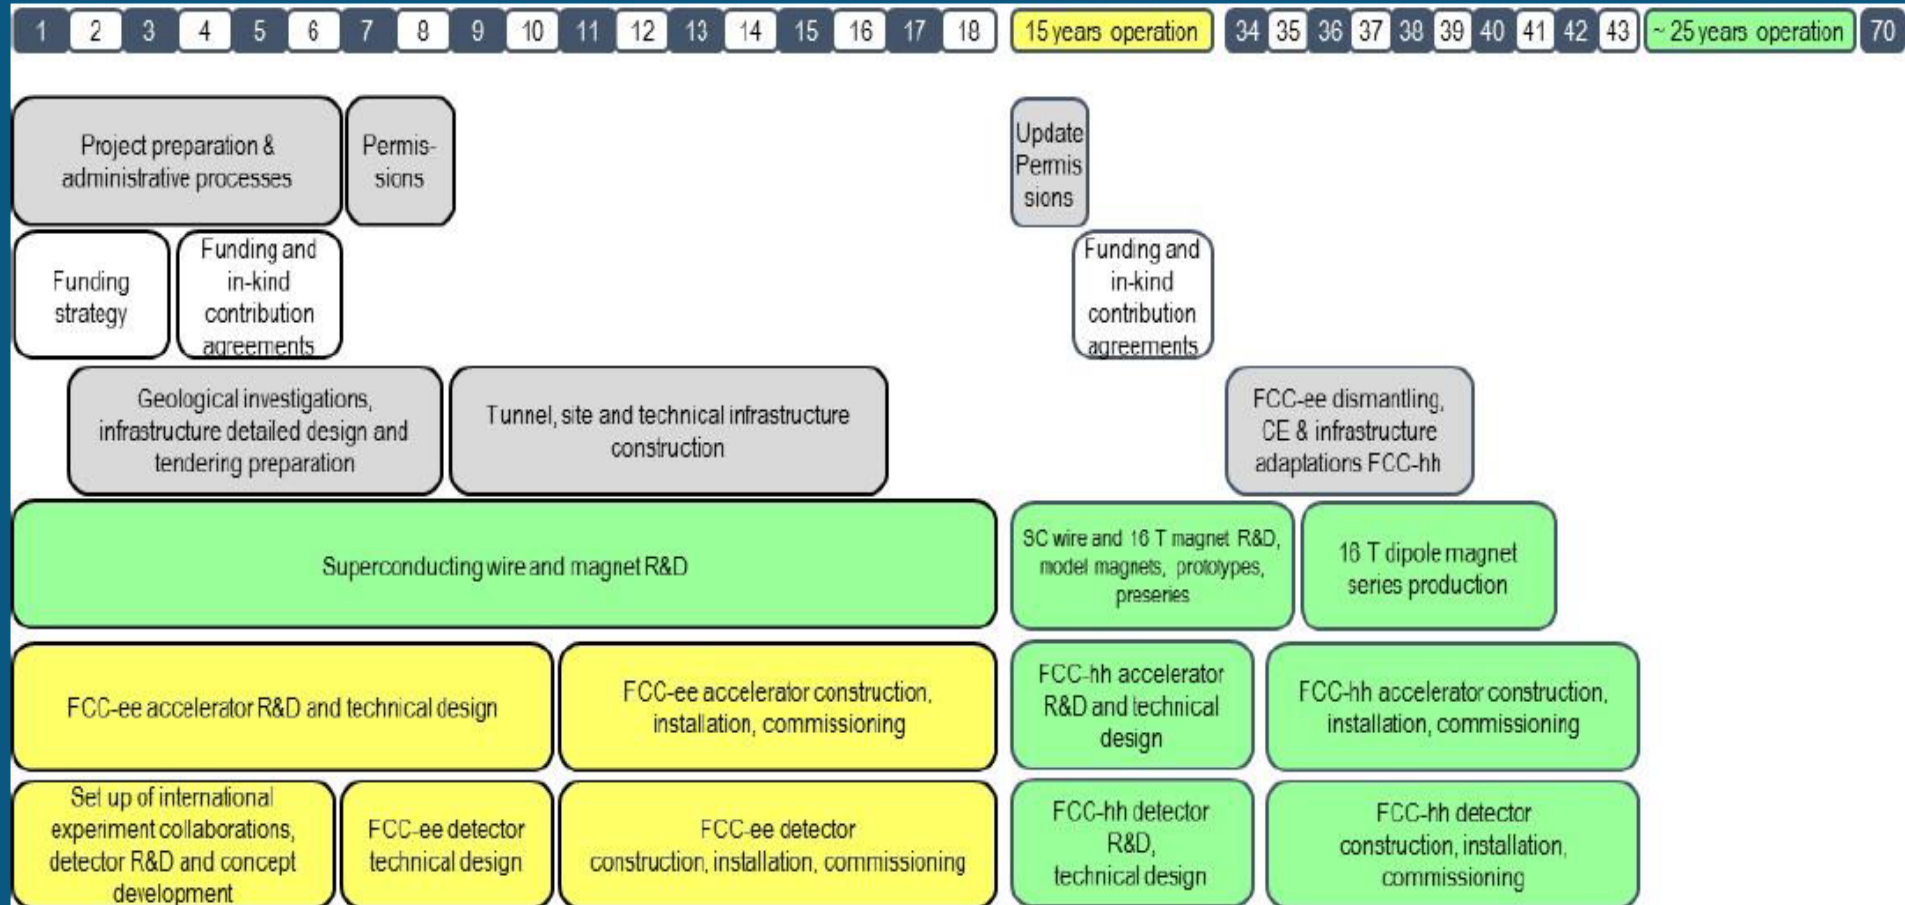 1 2 3 4 5 6 7 8 9 10 11 12 13 14 15 16 17 18 15 years operation 34 35 36 37 38 39 40 41 42 43 ~ 25 years operation 70
Project preparation &
administrative processes
Permis-
sions
Update
Permis
sions
Funding
strategy
Funding and
in-kind
contribution
agreements
Funding and
in-kind
contribution
agreements
Geological investigations,
infrastructure detailed design and
tendering preparation
Tunnel, site and technical infrastructure
construction
FCC-ee dismantling,
CE & infrastructure
adaptations FCC-hh
Superconducting wire and magnet R&D
SC wire and 16 T magnet R&D,
model magnets, prototypes,
preseries
16 T dipole magnet
series production
FCC-ee accelerator R&D and technical design
FCC-ee accelerator construction,
installation, commissioning
FCC-hh accelerator
R&D and technical
design
FCC-hh accelerator construction,
installation, commissioning
Set up of international
experiment collaborations,
detector R&D and concept
development
FCC-ee detector
technical design
FCC-ee detector
construction, installation, commissioning
FCC-hh detector
R&D,
technical design
FCC-hh detector
construction, installation,
commissioning